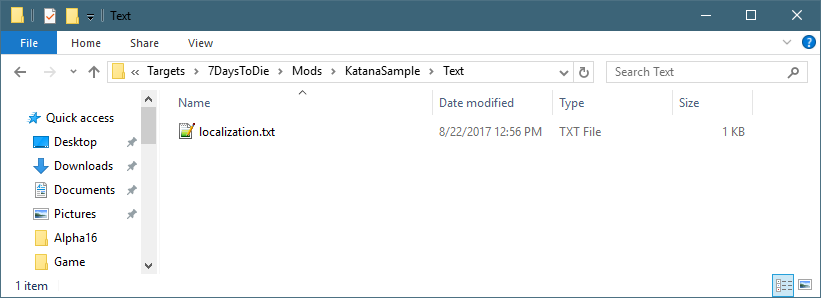 Text
File Home Share View
« Targets > 7DaysToDie > Mods > KatanaSample > Text
Search Text
Name Date modified Type Size
Quick access
Desktop
Downloads
Documents
Pictures
Alpha16
Game
localization.txt 8/22/2017 12:56 PM TXT File 1 KB
1 item